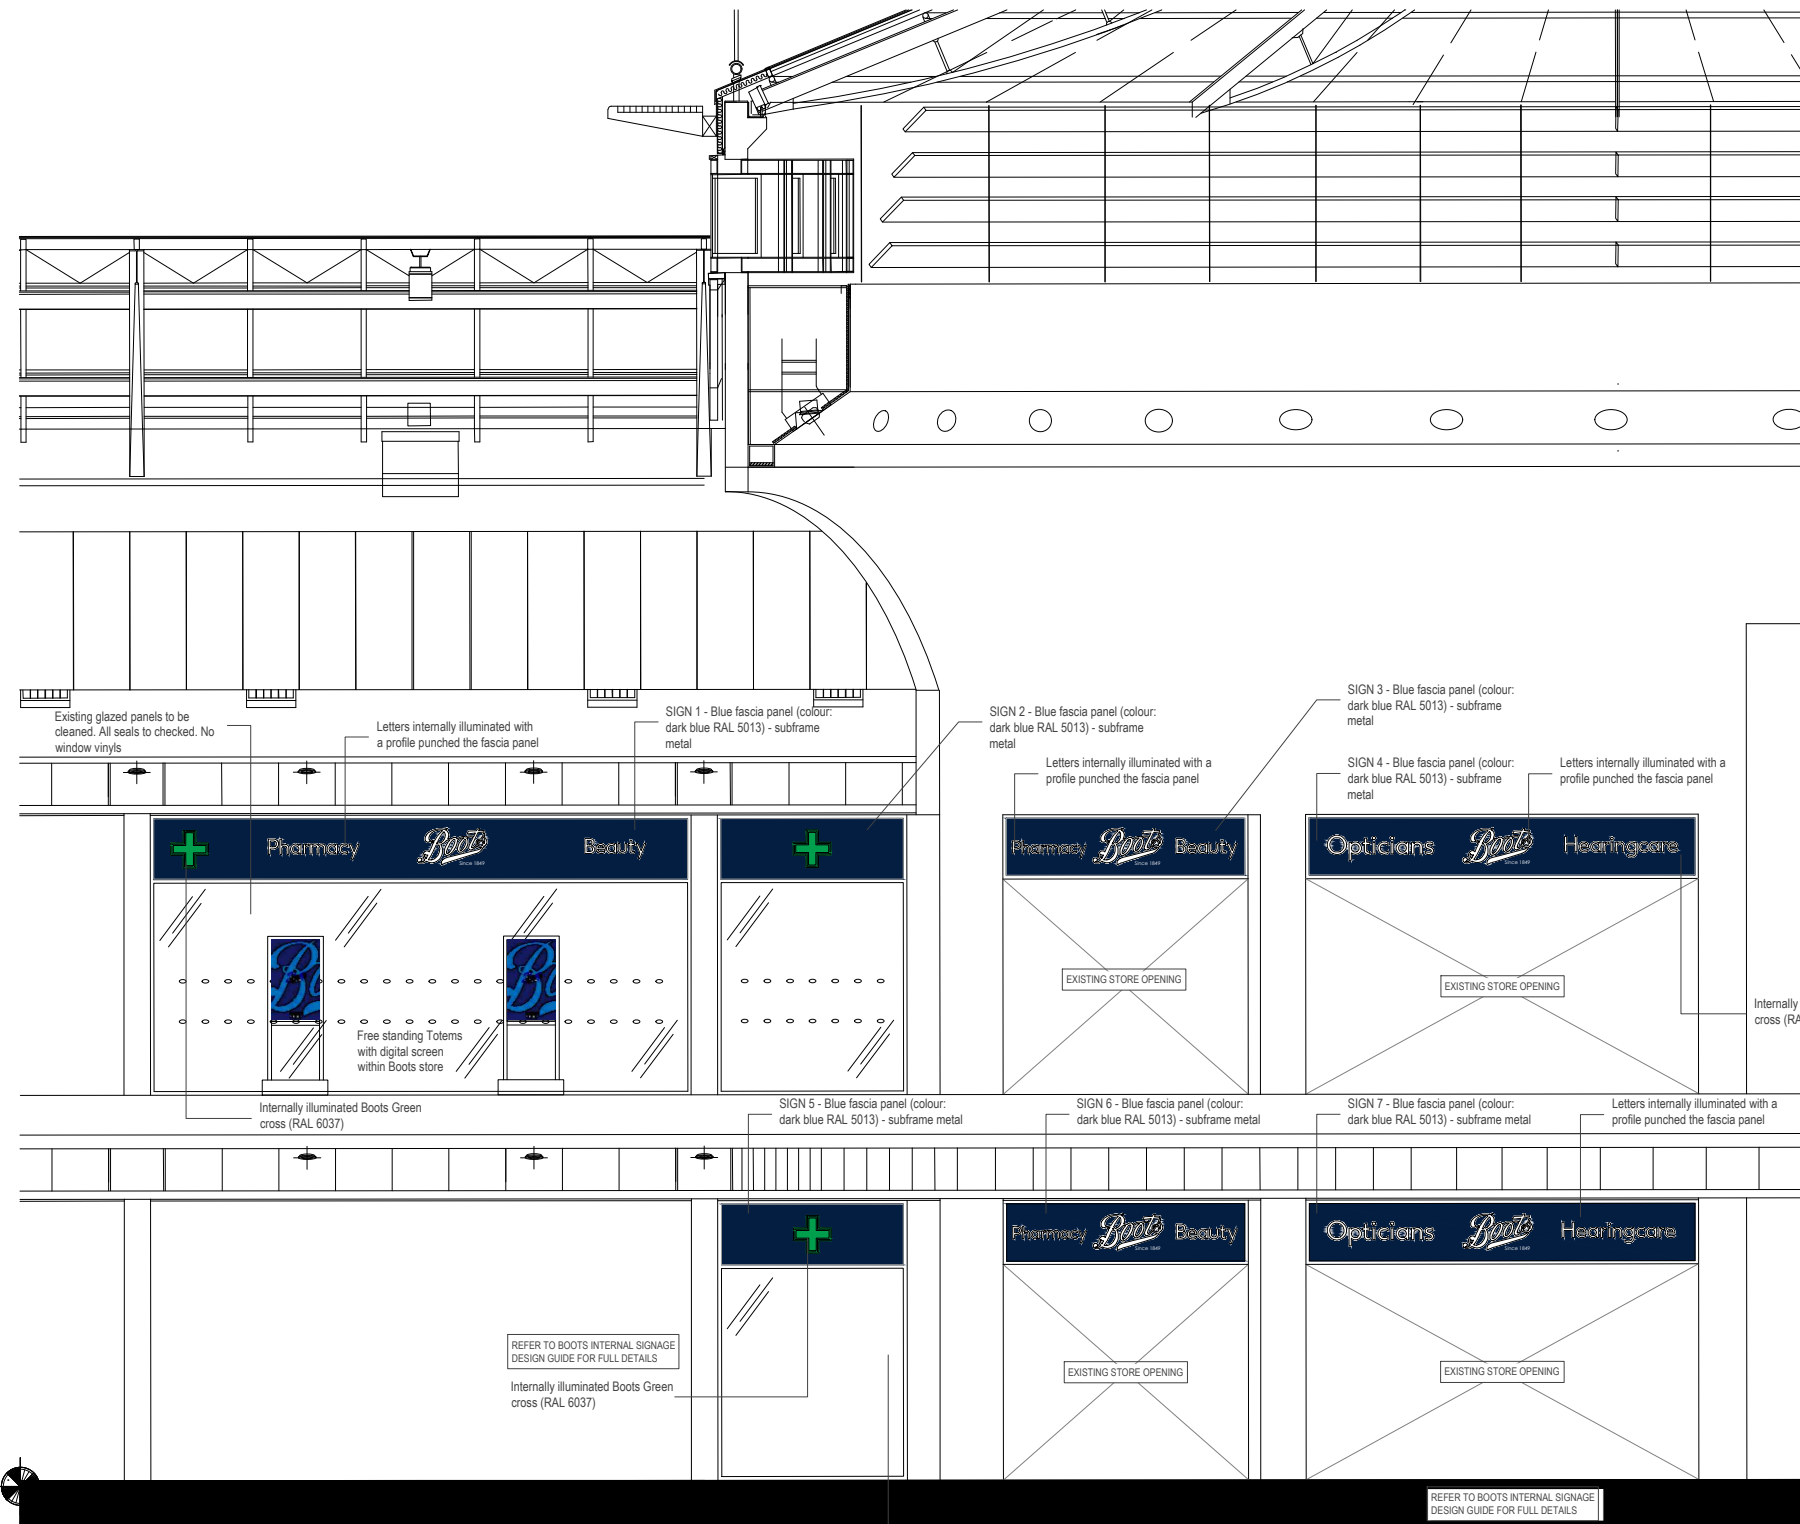 SIGN 3 - Blue fascia panel (colour:
dark blue RAL 5013) - subframe
metal
Existing glazed panels to be
cleaned. All seals to checked. No
window vinyls
Letters internally illuminated with
a profile punched the fascia panel
SIGN 1 - Blue fascia panel (colour:
dark blue RAL 5013) - subframe
metal
SIGN 2 - Blue fascia panel (colour:
dark blue RAL 5013) - subframe
metal
Letters internally illuminated with a
profile punched the fascia panel
SIGN 4 - Blue fascia panel (colour:
dark blue RAL 5013) - subframe
metal
Letters internally illuminated with a
profile punched the fascia panel
Pharmacy
Boots
Since 1849
Beauty
Pharmacy
Boots
Since 1849
Beauty
Opticians
Boots
Since 1849
Hearingcare
EXISTING STORE OPENING
EXISTING STORE OPENING
Internally
cross (RA
Free standing Totems
with digital screen
within Boots store
Internally illuminated Boots Green
cross (RAL 6037)
SIGN 5 - Blue fascia panel (colour:
dark blue RAL 5013) - subframe metal
SIGN 6 - Blue fascia panel (colour:
dark blue RAL 5013) - subframe metal
SIGN 7 - Blue fascia panel (colour:
dark blue RAL 5013) - subframe metal
Letters internally illuminated with a
profile punched the fascia panel
Pharmacy
Boots
Since 1849
Beauty
Opticians
Boots
Since 1849
Hearingcare
REFER TO BOOTS INTERNAL SIGNAGE
DESIGN GUIDE FOR FULL DETAILS
Internally illuminated Boots Green
cross (RAL 6037)
EXISTING STORE OPENING
EXISTING STORE OPENING
REFER TO BOOTS INTERNAL SIGNAGE
DESIGN GUIDE FOR FULL DETAILS